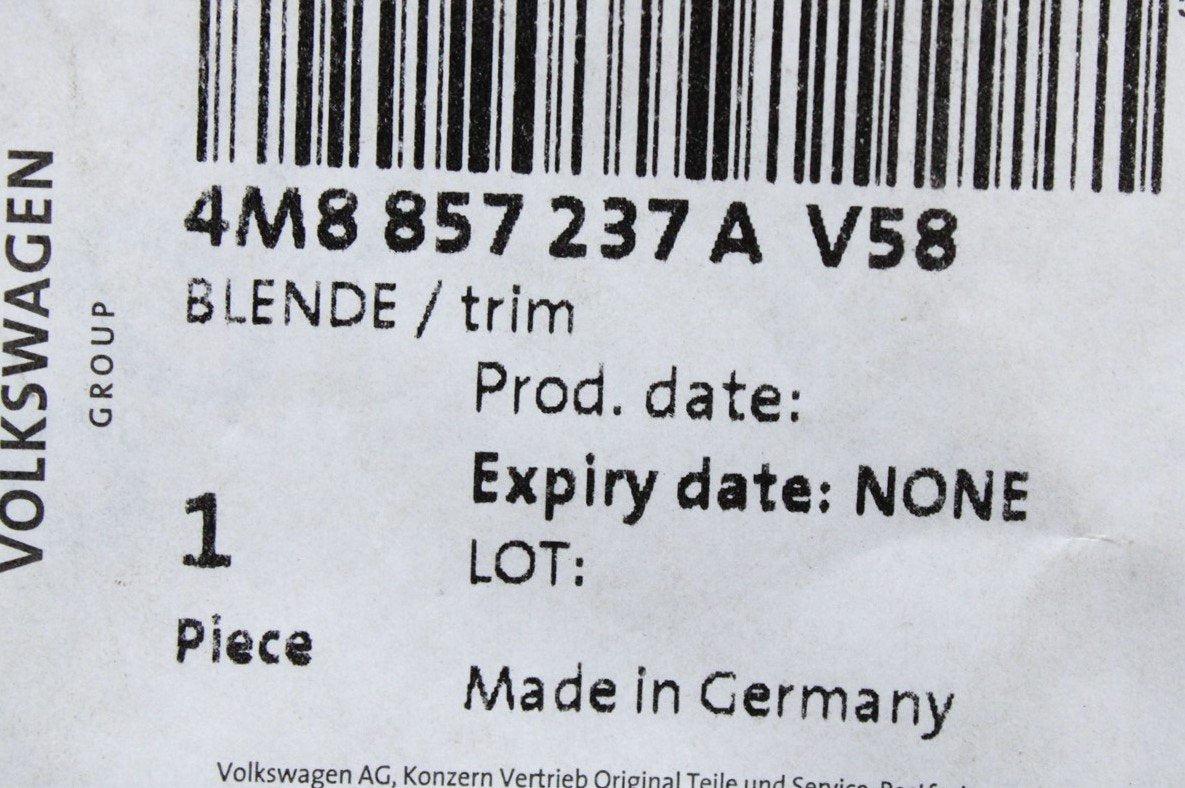 4M8 857 237 A V58
BLENDE / trim
Prod. date:
Expiry date: NONE
LOT:
1
Piece
Made in Germany
VOLKSWAGEN
GROUP
Volkswagen AG, Konzern Vertrieb Original Teile und Service,